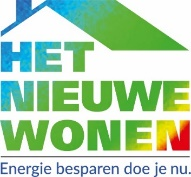 HET
NIEUWE
WONEN
Energie besparen doe je nu.